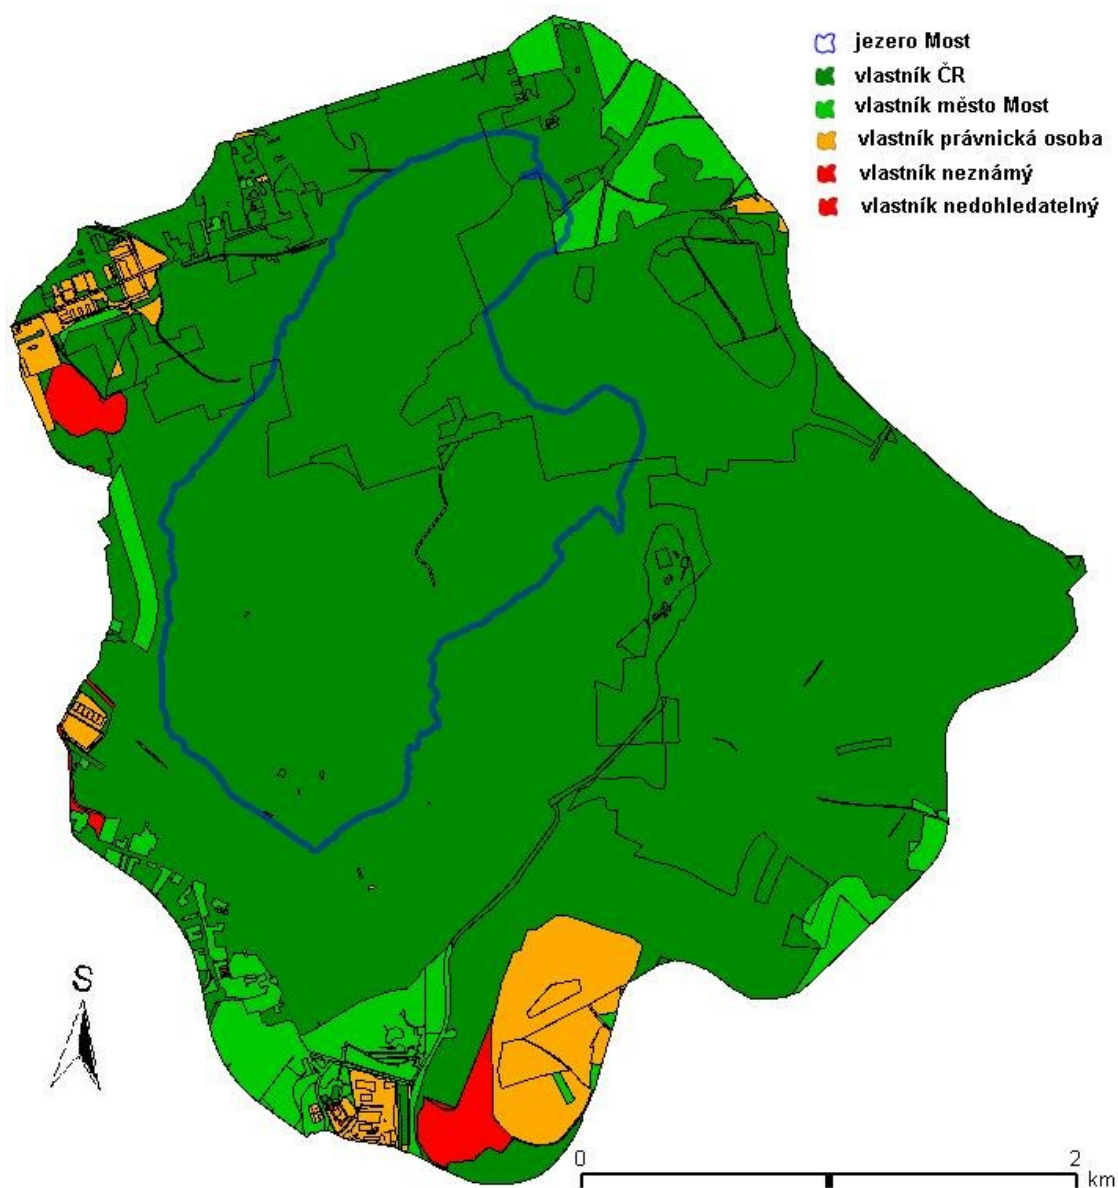 jezero Most
vlastník ČR
vlastník město Most
vlastník právnická osoba
vlastník neznámý
vlastník nedohledatelný
S
0 2
km